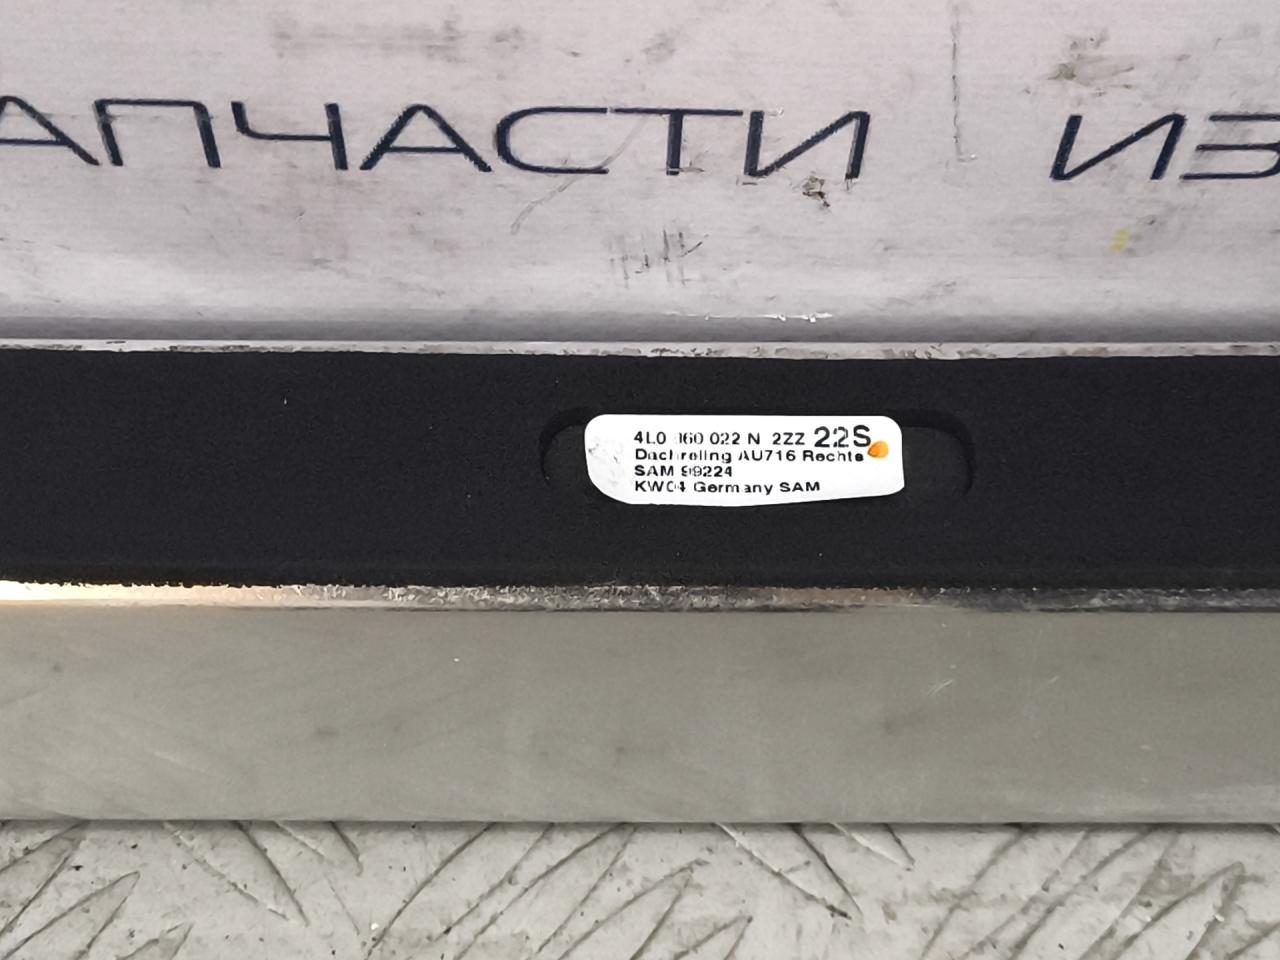 АПЧАСТИ ИЗ
4L0 860 022 N 2ZZ 22S
Dachreling AU716 Rechts
SAM 99224
KW04 Germany SAM